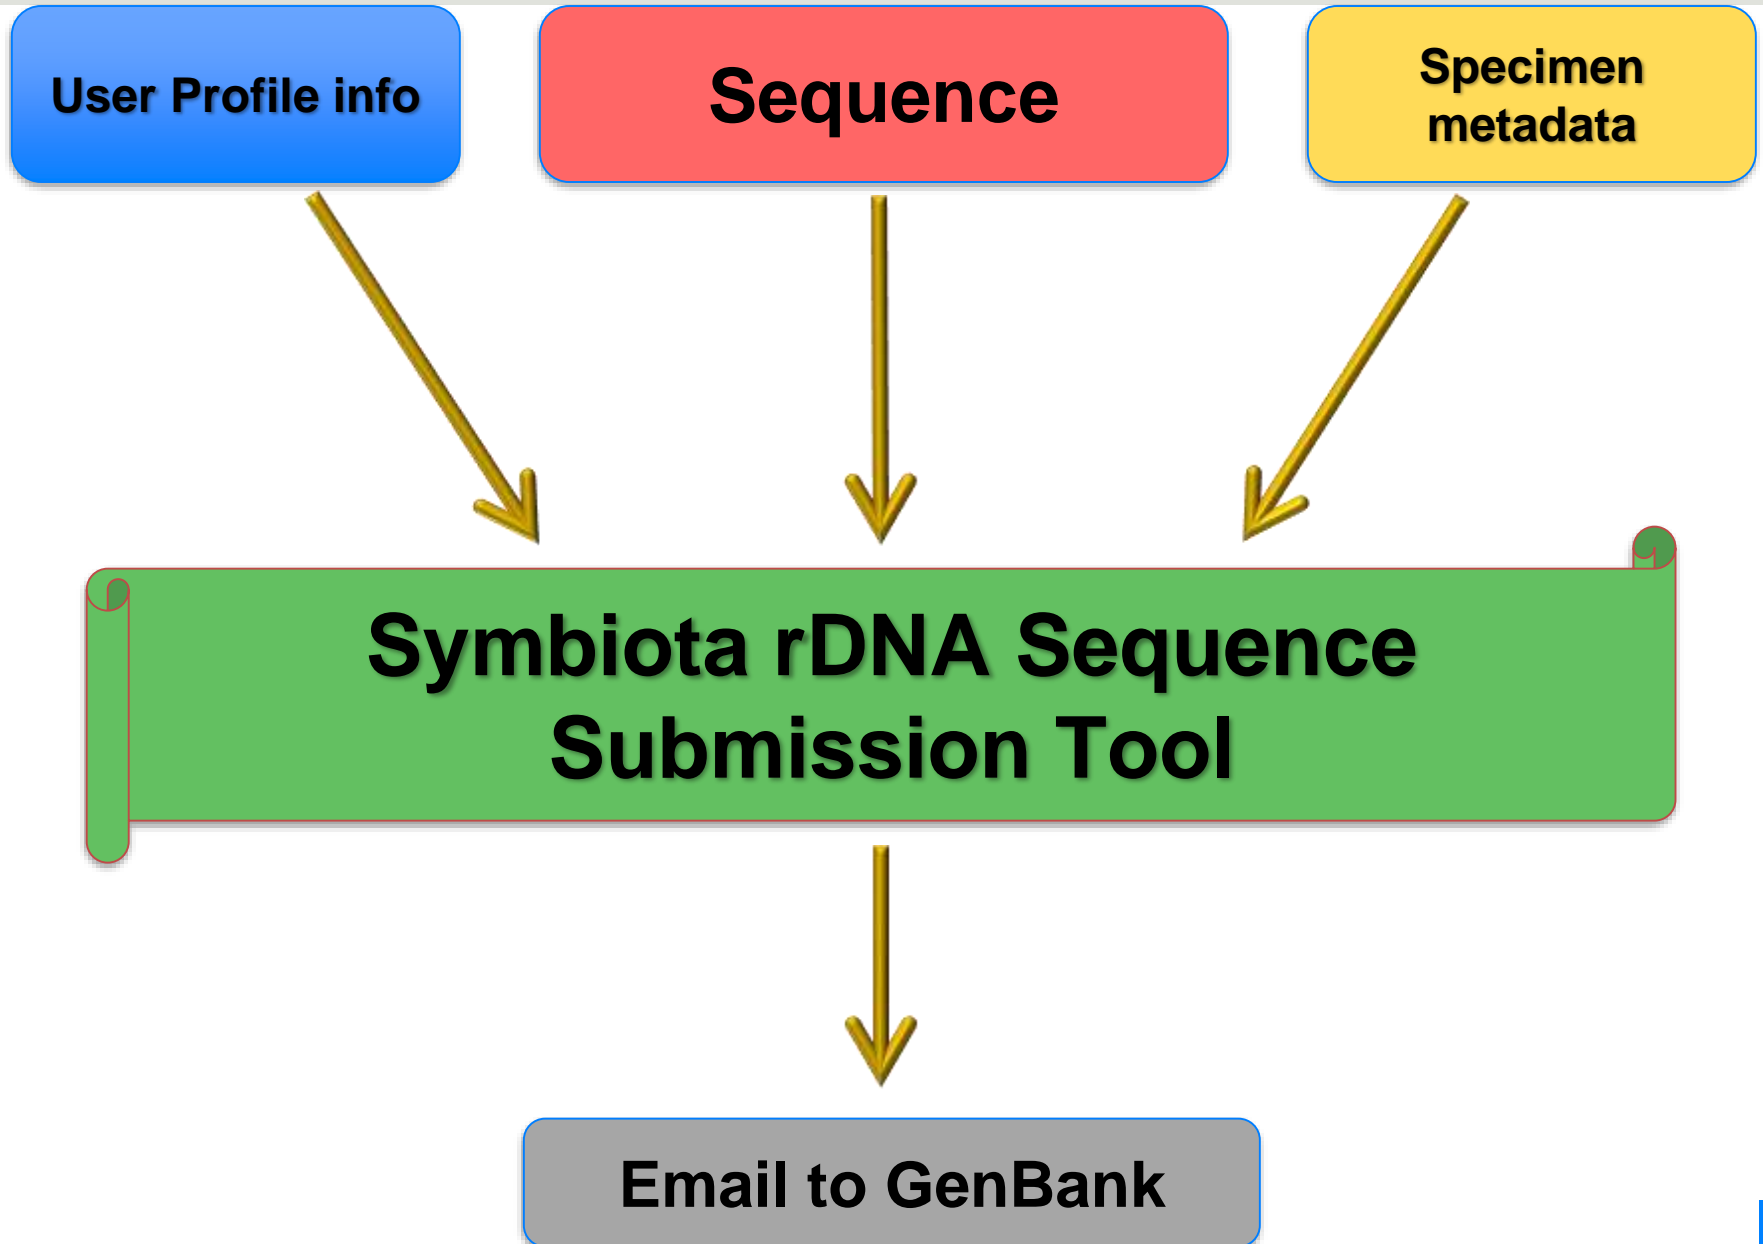 User Profile info
Sequence
Specimen
metadata
Symbiota rDNA Sequence
Submission Tool
Email to GenBank